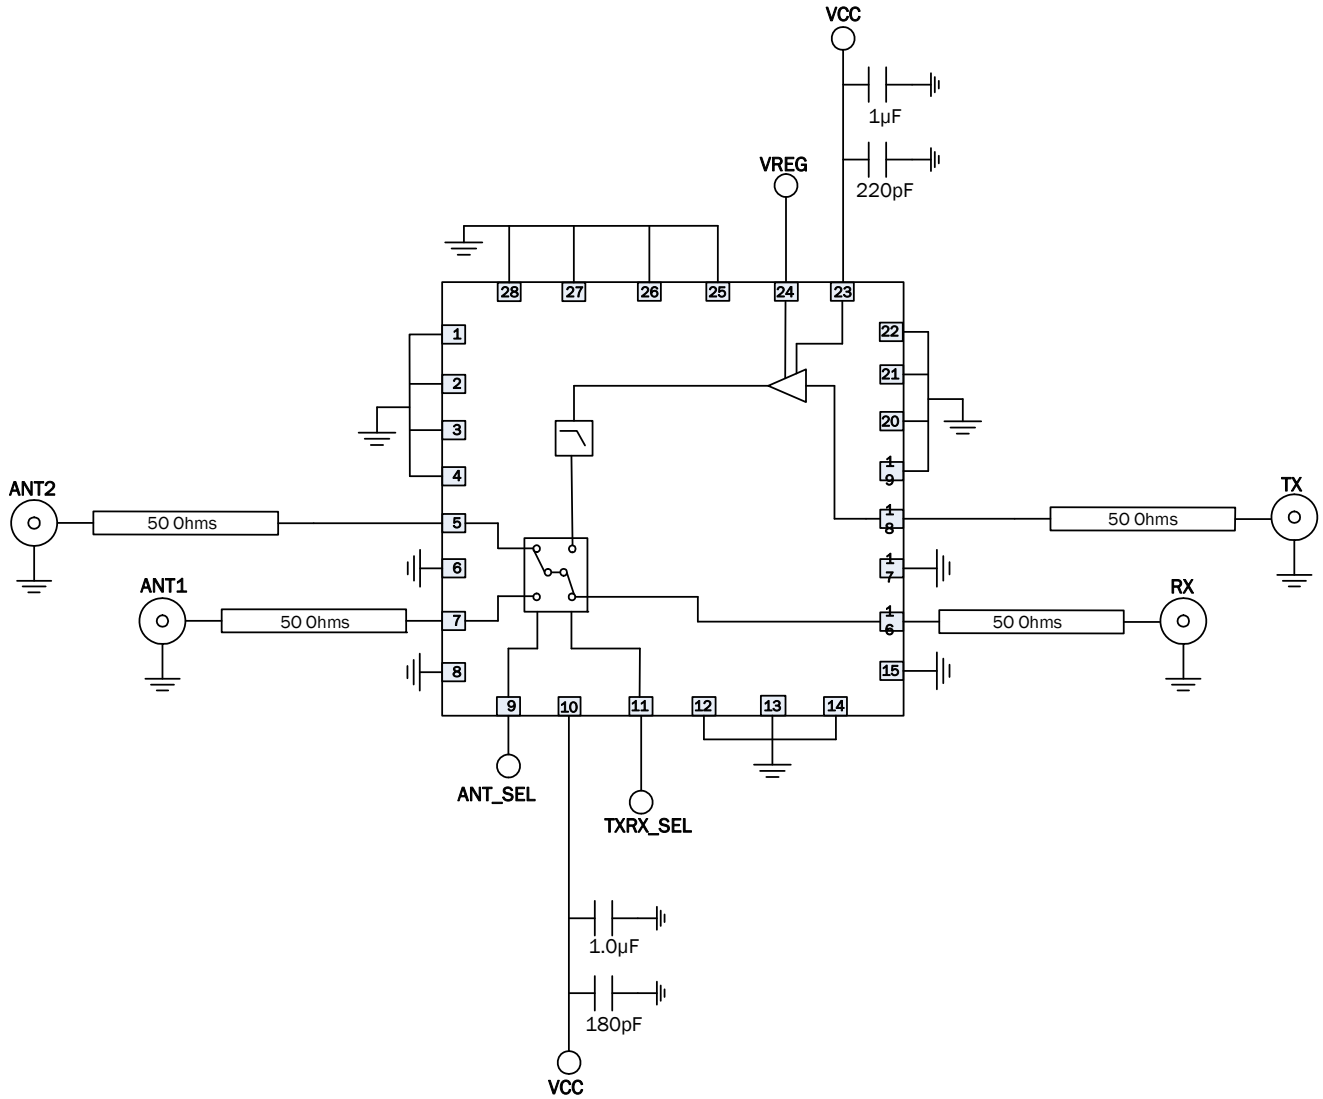 VCC
1µF
VREG
220pF
28 27 26 25 24 23
1
22
2
21
3
20
4
1
9
ANT2
50 Ohms
5
1
8
50 Ohms
TX
6
1
7
ANT1
50 Ohms
7
1
6
50 Ohms
RX
8
15
9 10 11 12 13 14
ANT_SEL
TXRX_SEL
1.0µF
180pF
VCC